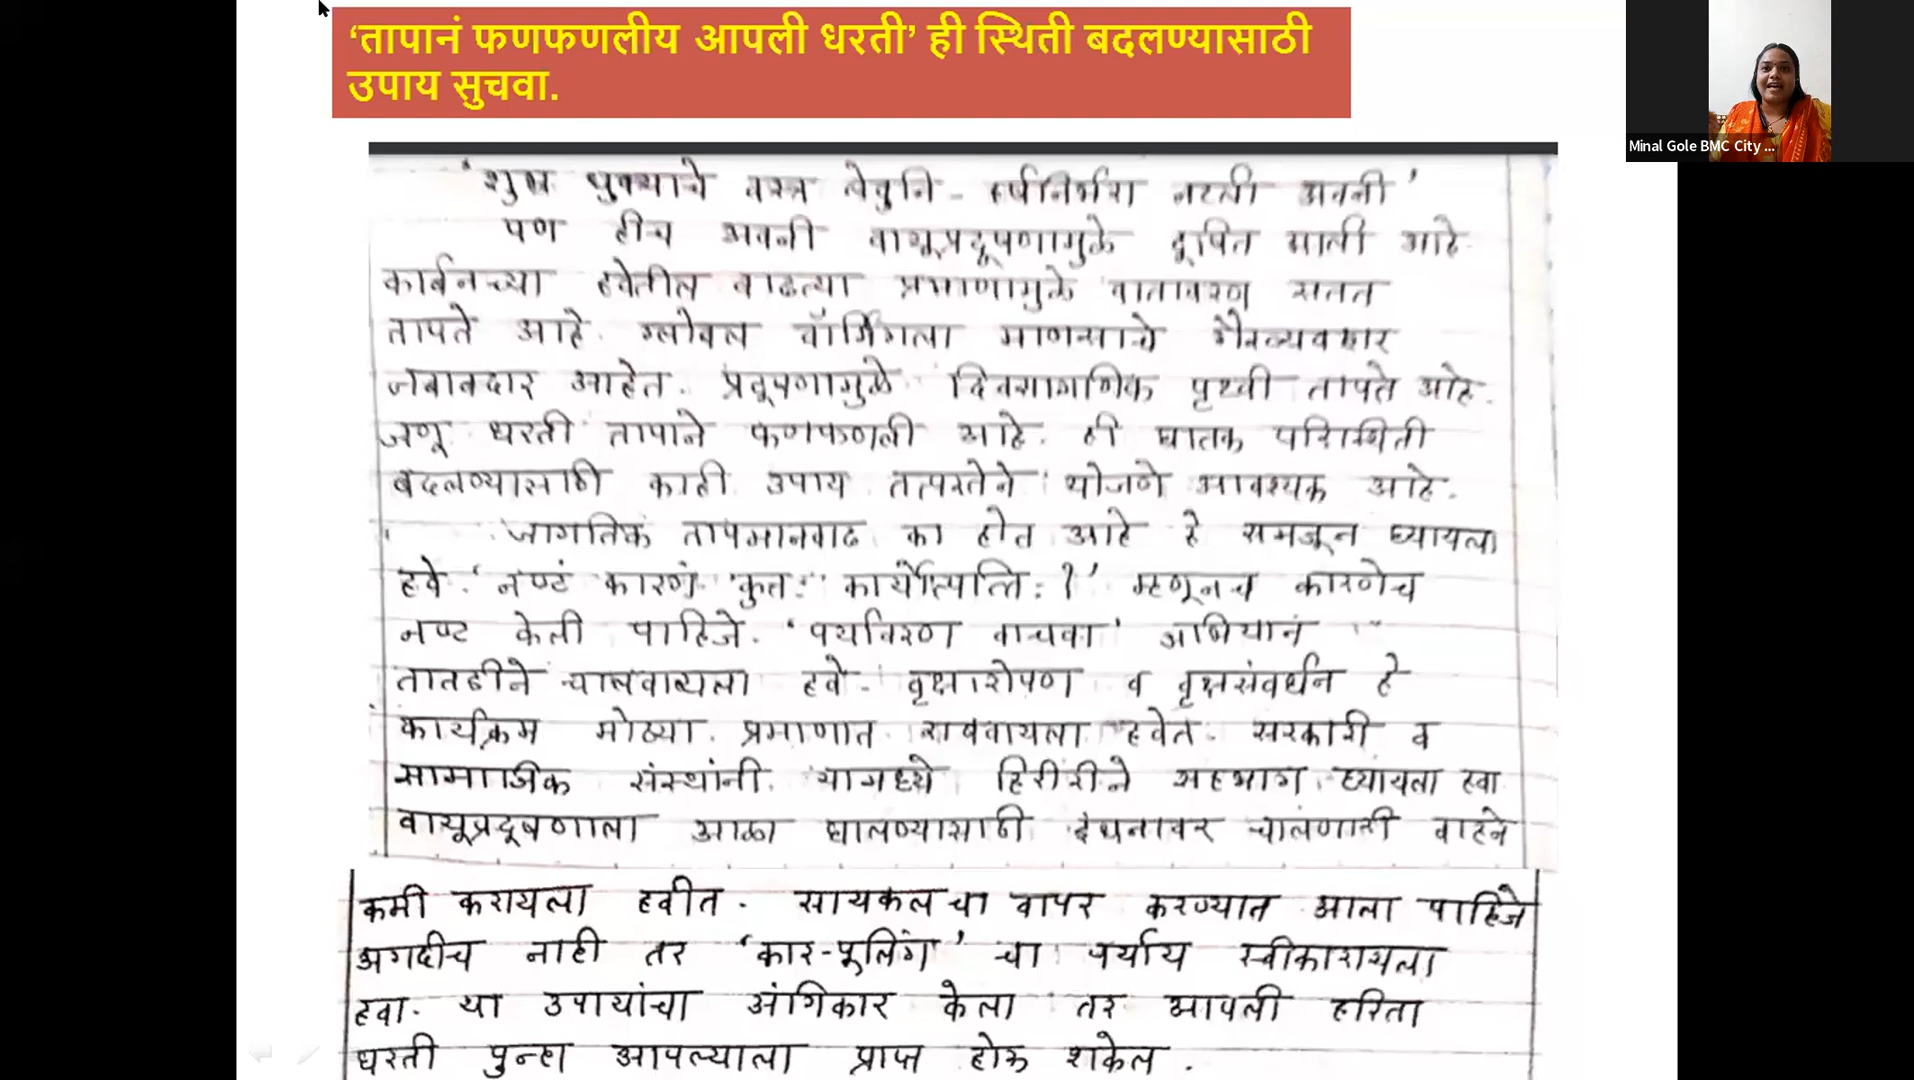 ‘तापानं फणफणलीय आपली धरती’ ही स्थिती बदलण्यासाठी
उपाय सुचवा.
Minal Gole BMC City ...
‘शुभ्र धुक्याचे वस्त्र लेवुनि - हर्षनिर्भरा नटली अवनी’
पण हीच अवनी वायूप्रदूषणामुळे दूषित झाली आहे
कार्बनच्या हवेतील वाढत्या प्रमाणामुळे वातावरण सतत
तापते आहे. ग्लोबल वॉर्मिंगला माणसाचे गैरव्यवहार
जबाबदार आहेत. प्रदूषणामुळे दिवसागणिक पृथ्वी तापते आहे.
जणू धरती तापाने फणफणली आहे. ही घातक परिस्थिती
बदलण्यासाठी काही उपाय तत्परतेने योजणे आवश्यक आहे.
जागतिक तापमानवाढ का होत आहे हे समजून घ्यायला
हवे. ‘नष्टं कारणं कुतः कार्योत्पत्तिः?’ म्हणूनच कारणेच
नष्ट केली पाहिजे. ‘पर्यावरण वाचवा’ अभियान
तातडीने चालवायला हवे. वृक्षारोपण व वृक्षसंवर्धन हे
कार्यक्रम मोठ्या प्रमाणात राबवायला हवेत. सरकारी व
सामाजिक संस्थांनी यामध्ये हिरीरीने सहभाग घ्यायला हवा
वायूप्रदूषणाला आळा घालण्यासाठी इंधनावर चालणारी वाहने
कमी करायला हवीत. सायकलचा वापर करण्यात आला पाहिजे
अगदीच नाही तर ‘कार-पूलिंग’ चा पर्याय स्वीकारायला
हवा. या उपायांचा अंगिकार केला तर आपली हरिता
धरती पुन्हा आपल्याला प्राप्त होऊ शकेल.